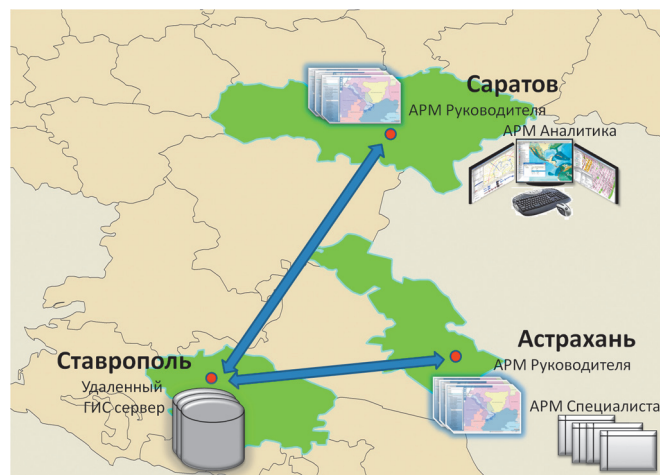 Саратов
АРМ Руководителя
АРМ Аналитика
Ставрополь
Удаленный
ГИС сервер
Астрахань
АРМ Руководителя
АРМ Специалиста